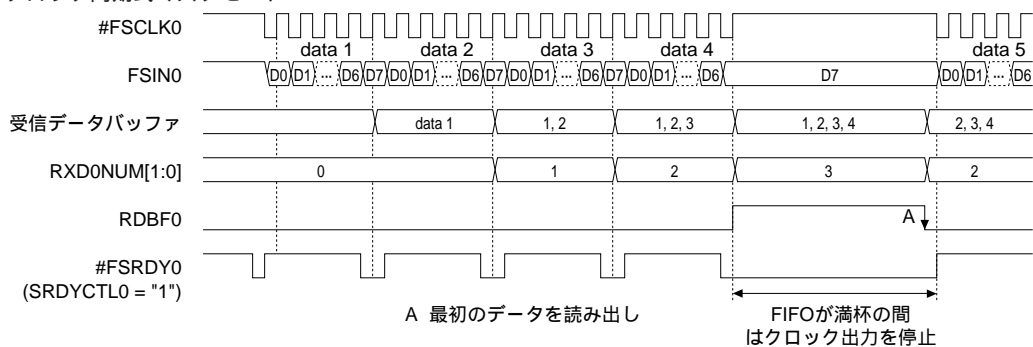 #FSCLK0
data 1 data 2 data 3 data 4 data 5
FSIN0 D0 D1 ... D6 D7 D0 D1 ... D6 D7 D0 D1 ... D6 D7 D0 D1 ... D6 D7 D0 D1 ... D6
受信データバッファ data 1 1, 2 1, 2, 3 1, 2, 3, 4 2, 3, 4
RXD0NUM[1:0] 0 1 2 3 2
RDBF0 A
#FSRDY0
(SRDYCTL0 = "1")
A 最初のデータを読み出し
FIFOが満杯の間
はクロック出力を停止